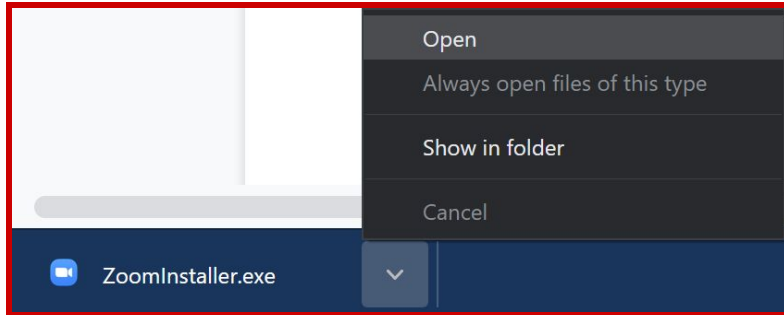 Open
Always open files of this type
Show in folder
Cancel
ZoomInstaller.exe